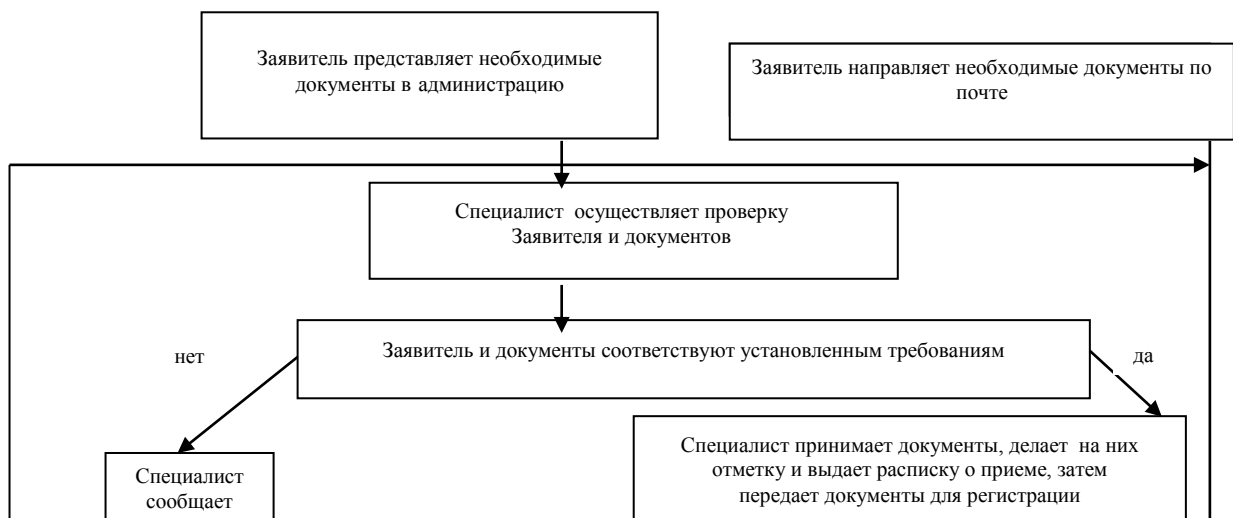 Заявитель представляет необходимые
документы в администрацию
Заявитель направляет необходимые документы по
почте
Специалист осуществляет проверку
Заявителя и документов
Заявитель и документы соответствуют установленным требованиям
нет
да
Специалист
сообщает
Специалист принимает документы, делает на них
отметку и выдает расписку о приеме, затем
передает документы для регистрации